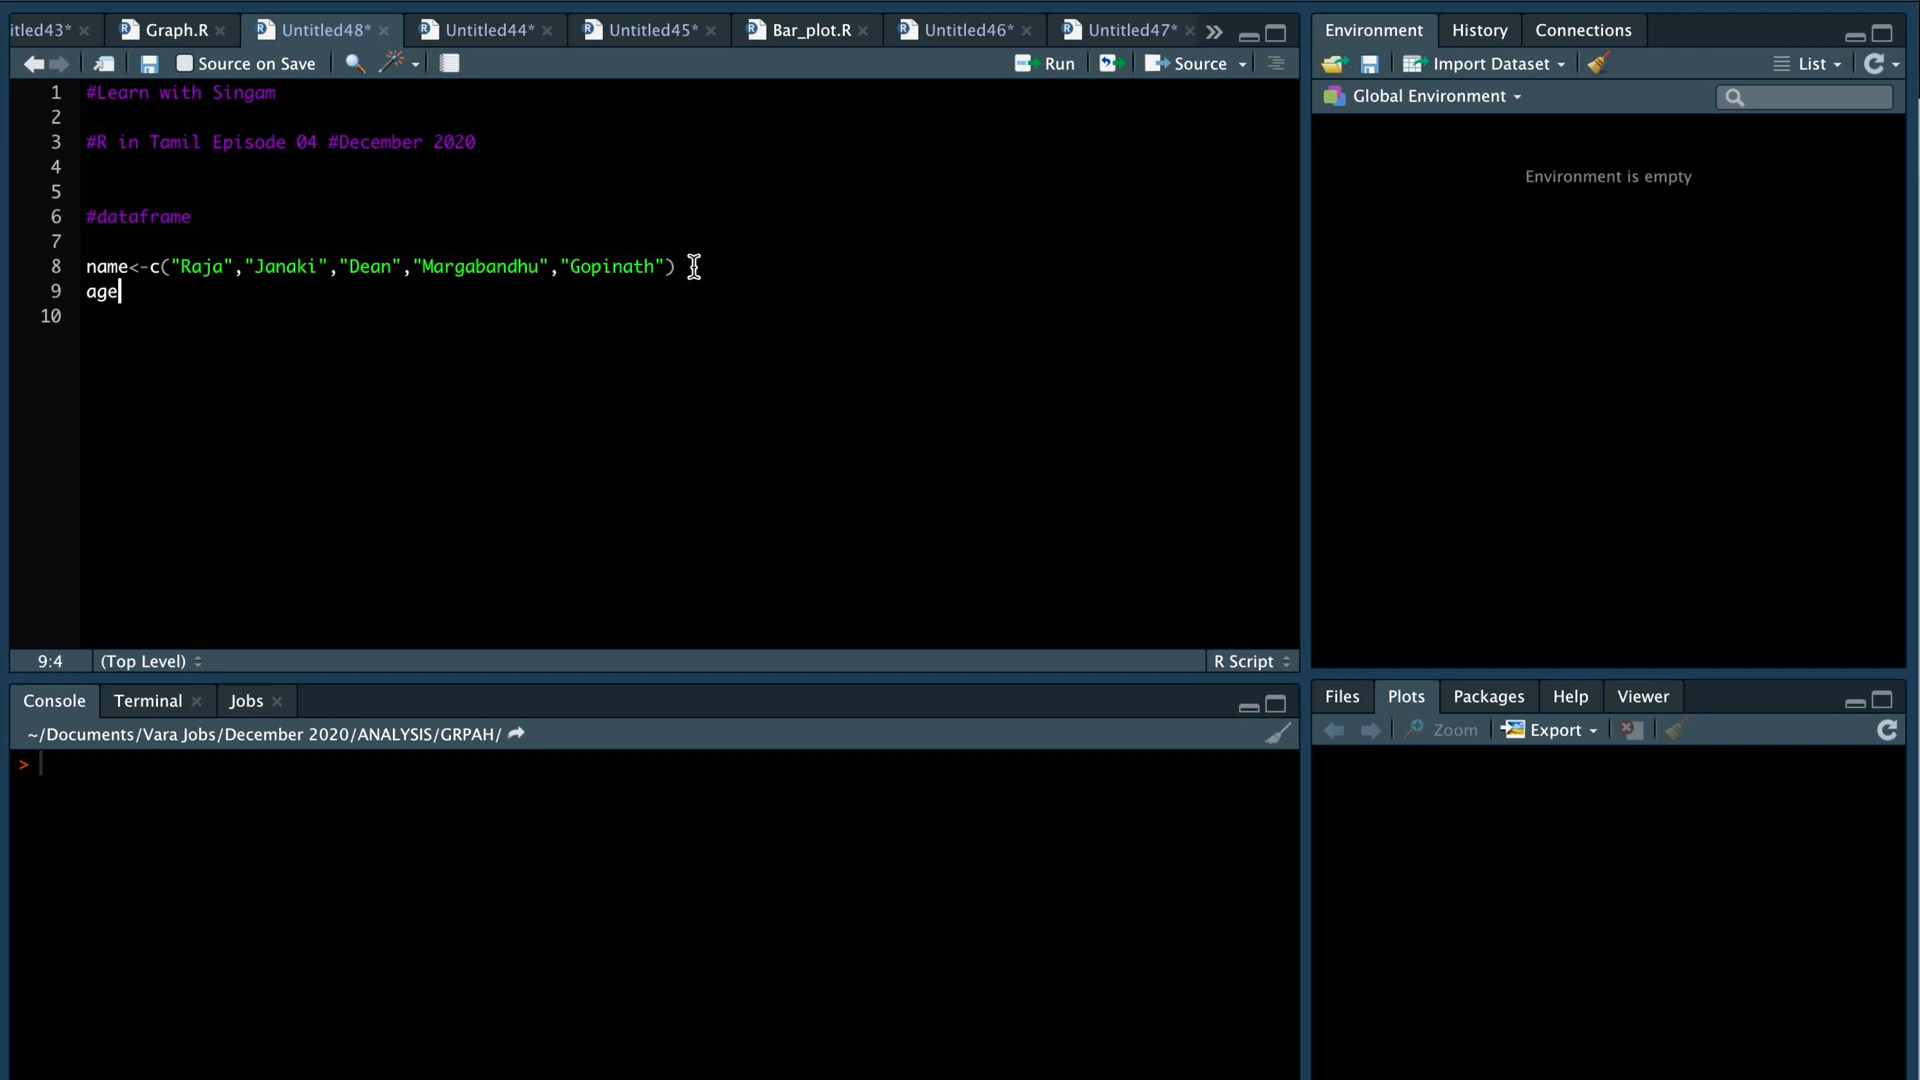 itled43* Graph.R Untitled48* Untitled44* Untitled45* Bar_plot.R Untitled46* Untitled47*
Source on Save Run Source
1 #Learn with Singam
2
3 #R in Tamil Episode 04 #December 2020
4
5
6 #dataframe
7
8 name<-c("Raja","Janaki","Dean","Margabandhu","Gopinath")
9 age
10
9:4 (Top Level) R Script
Console Terminal Jobs
~/Documents/Vara Jobs/December 2020/ANALYSIS/GRPAH/
>
Environment History Connections
Import Dataset List
Global Environment
Environment is empty
Files Plots Packages Help Viewer
Zoom Export